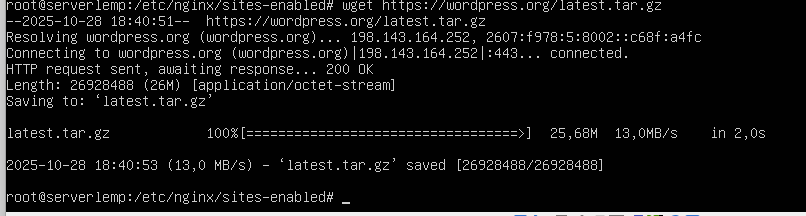 root@serverlemp:/etc/nginx/sites-enabled# wget https://wordpress.org/latest.tar.gz
--2025-10-28 18:40:51--  https://wordpress.org/latest.tar.gz
Resolving wordpress.org (wordpress.org)... 198.143.164.252, 2607:f978:5:8002::c68f:a4fc
Connecting to wordpress.org (wordpress.org)|198.143.164.252|:443... connected.
HTTP request sent, awaiting response... 200 OK
Length: 26928488 (26M) [application/octet-stream]
Saving to: ‘latest.tar.gz’
latest.tar.gz            100%[==================================>]  25,68M  13,0MB/s    in 2,0s
2025-10-28 18:40:53 (13,0 MB/s) - ‘latest.tar.gz’ saved [26928488/26928488]
root@serverlemp:/etc/nginx/sites-enabled# _